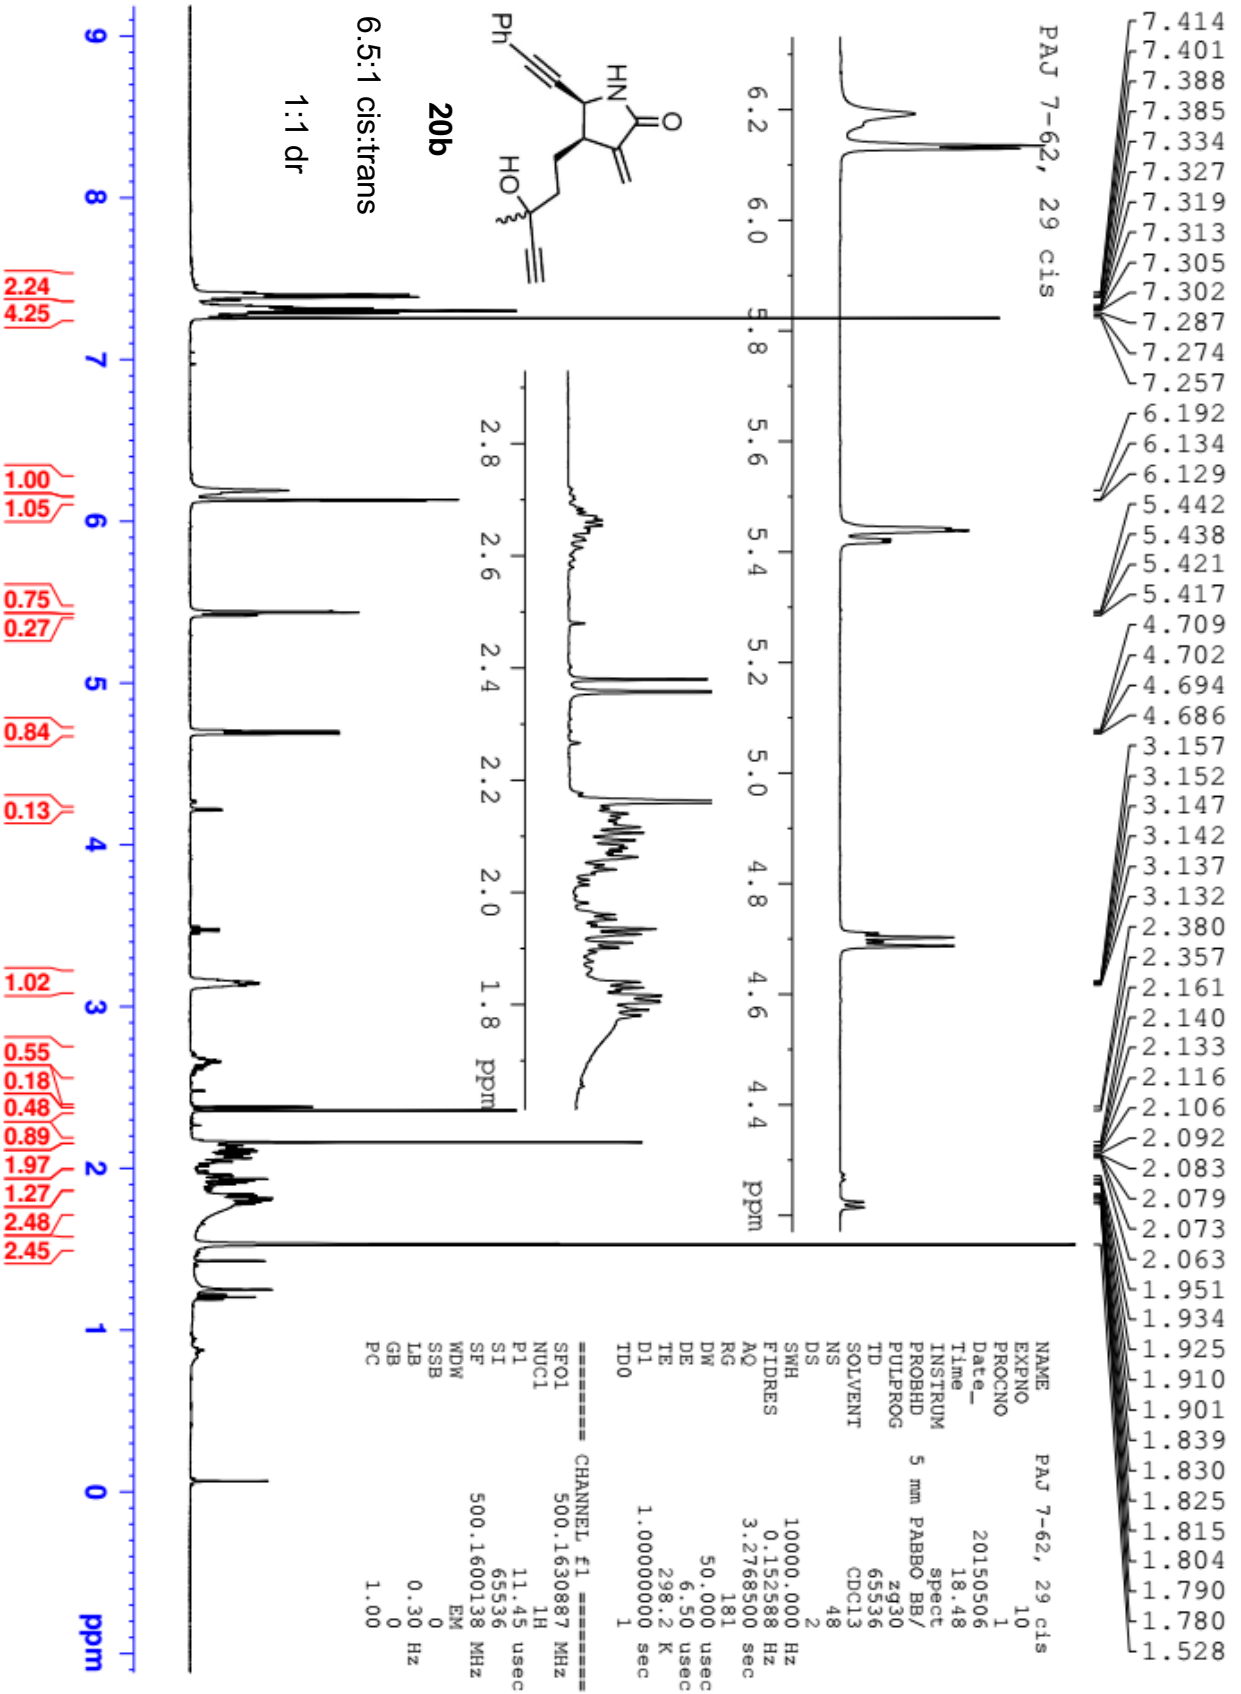 7.414
7.401
7.388
7.385
7.334
7.327
7.319
7.313
7.305
7.302
7.287
7.274
7.257
6.192
6.134
6.129
5.442
5.438
5.421
5.417
4.709
4.702
4.694
4.686
3.157
3.152
3.147
3.142
3.137
3.132
2.380
2.357
2.161
2.140
2.133
2.116
2.106
2.092
2.083
2.079
2.073
2.063
1.951
1.934
1.925
1.910
1.901
1.839
1.830
1.825
1.815
1.804
1.790
1.780
1.528
PAJ 7-62, 29 cis
6.2 6.0 5.8 5.6 5.4 5.2 5.0 4.8 4.6 4.4 ppm
O
HN
Ph
HO
20b
6.5:1 cis:trans
1:1 dr
2.8 2.6 2.4 2.2 2.0 1.8 ppm
NAME PAJ 7-62, 29 cis
EXPNO 10
PROCNO 1
Date_ 20150506
Time 18.48
INSTRUM spect
PROBHD 5 mm PABBO BB/
PULPROG zg30
TD 65536
SOLVENT CDCl3
NS 48
DS 2
SWH 10000.000 Hz
FIDRES 0.152588 Hz
AQ 3.2768500 sec
RG 181
DW 50.000 usec
DE 6.50 usec
TE 298.2 K
D1 1.00000000 sec
TD0 1
======== CHANNEL f1 ========
SFO1 500.1630887 MHz
NUC1 1H
P1 11.45 usec
SI 65536
SF 500.1600138 MHz
WDW EM
SSB 0
LB 0.30 Hz
GB 0
PC 1.00
9 8 7 6 5 4 3 2 1 0 ppm
2.24
4.25
1.00
1.05
0.75
0.27
0.84
0.13
1.02
0.55
0.18
0.48
0.89
1.97
1.27
2.48
2.45